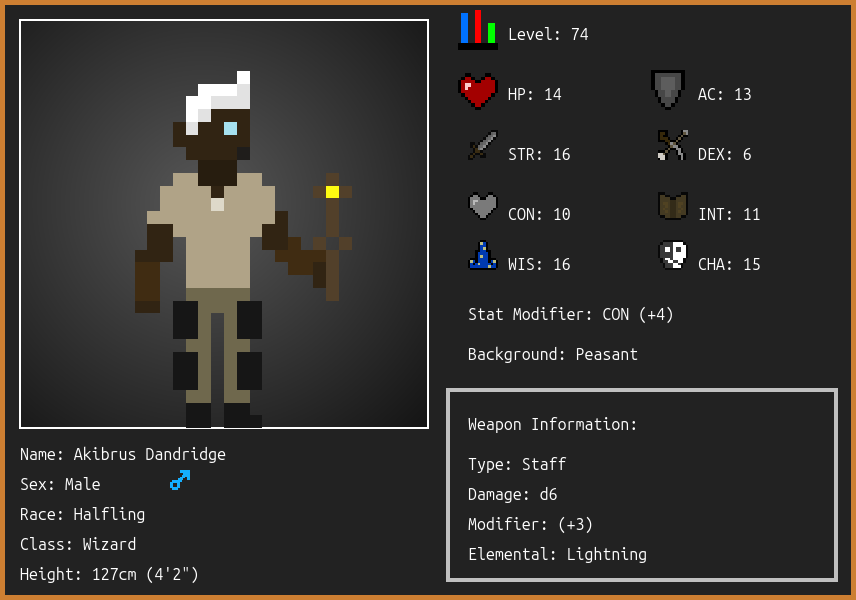 Level: 74
HP: 14
AC: 13
STR: 16
DEX: 6
CON: 10
INT: 11
WIS: 16
CHA: 15
Stat Modifier: CON (+4)
Background: Peasant
Weapon Information:
Type: Staff
Damage: d6
Modifier: (+3)
Elemental: Lightning
Name: Akibrus Dandridge
Sex: Male
Race: Halfling
Class: Wizard
Height: 127cm (4'2")